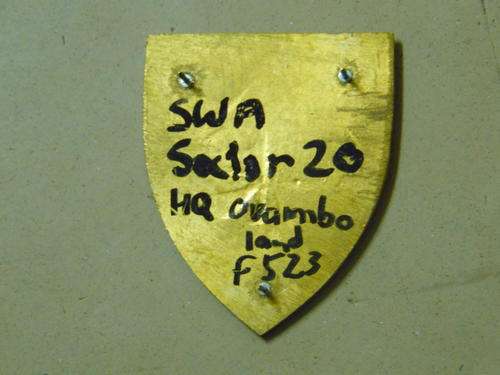 SWA
Sector 20
HQ Ovambo
land
F523